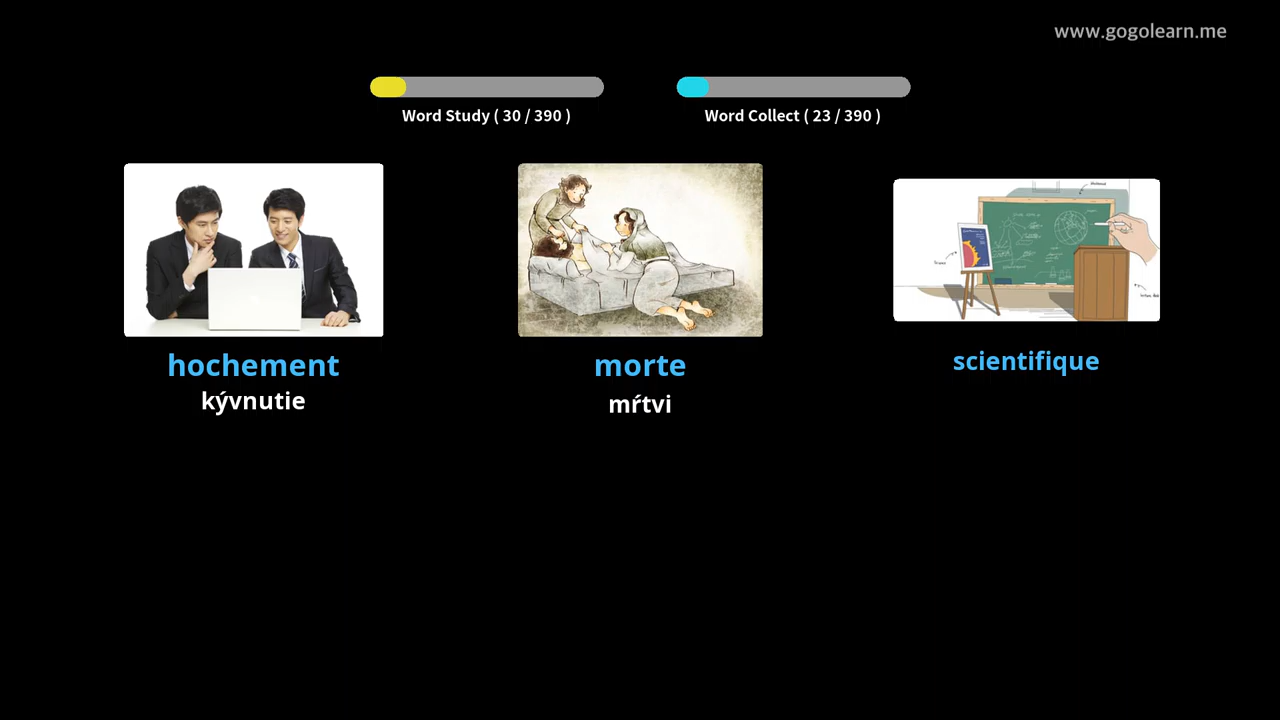 www.gogolearn.me
Word Study ( 30 / 390 )
Word Collect ( 23 / 390 )
hochement
kývnutie
morte
mŕtvi
scientifique